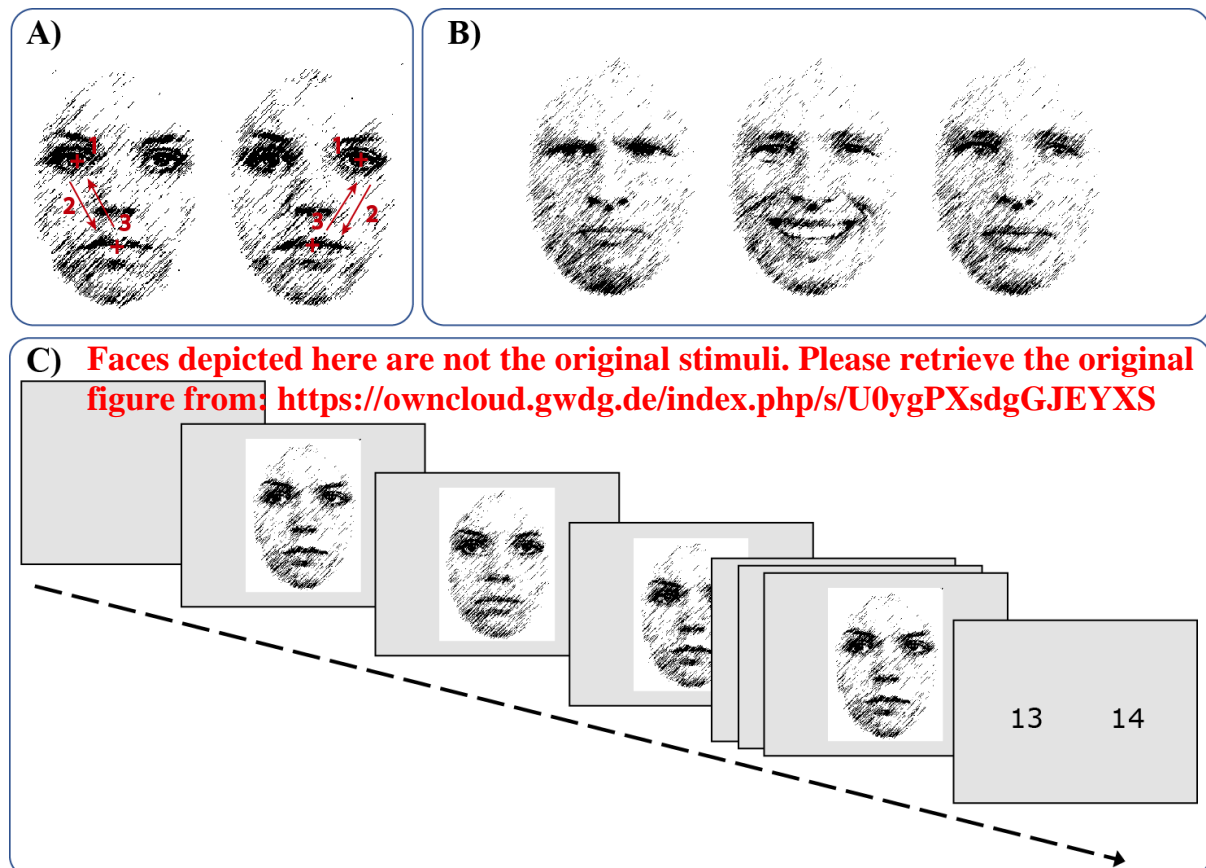 A)
B)
1
2
3
1
3
2
C) Faces depicted here are not the original stimuli. Please retrieve the original
figure from: https://owncloud.gwdg.de/index.php/s/U0ygPXsdgGJEYXS
13 14